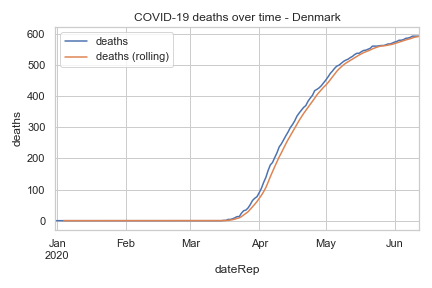 COVID-19 deaths over time - Denmark
deaths
deaths (rolling)
600
500
400
300
200
100
0
deaths
Jan Feb Mar Apr May Jun
2020
dateRep